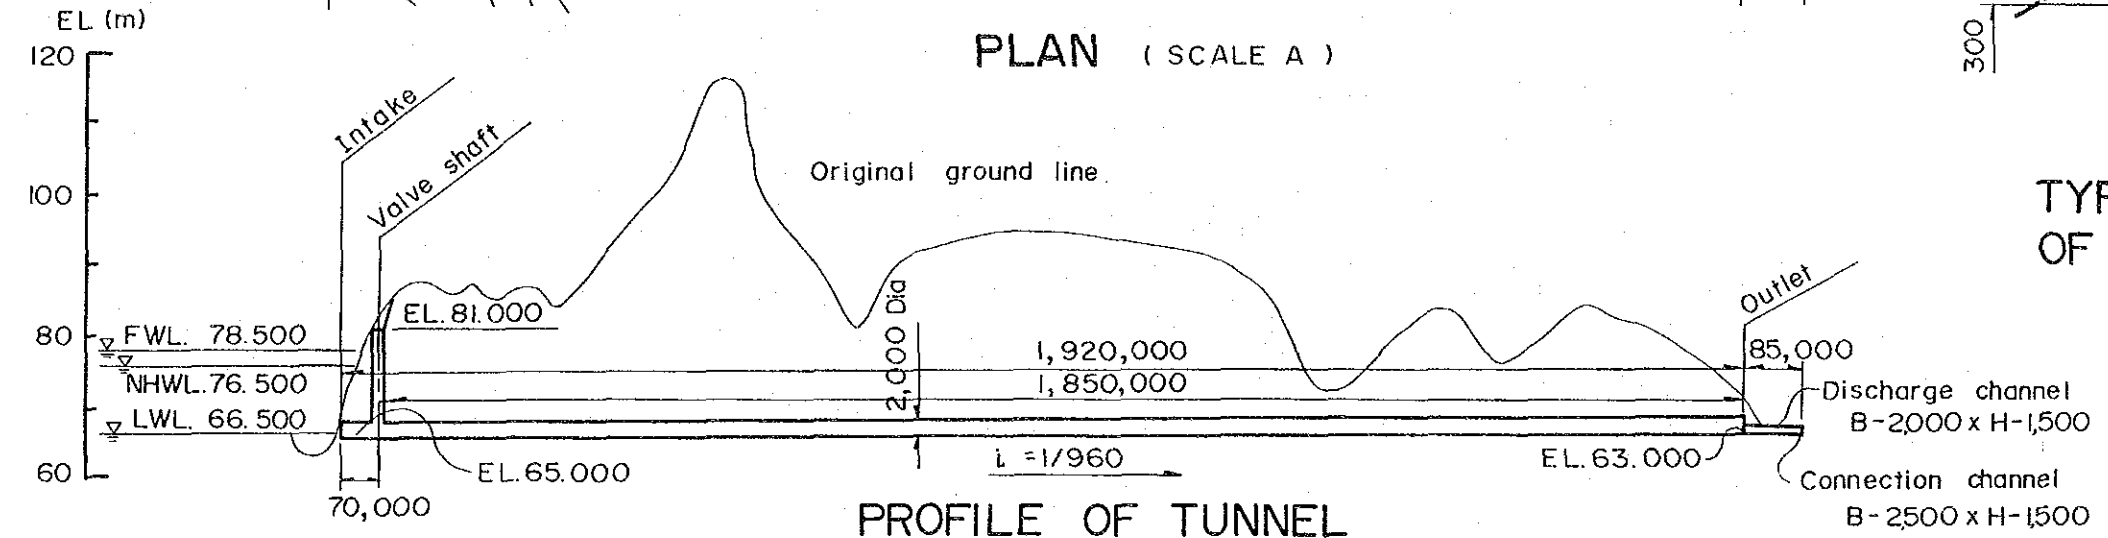 EL (m)
PLAN ( SCALE A )
300
120
Intake
Valve shaft
Original ground line
100
TYP
OF
Outlet
EL. 81.000
2,000 Dia
80
FWL. 78.500
1,920,000
85,000
NHWL. 76.500
1,850,000
Discharge channel
LWL. 66.500
B-2,000 x H-1,500
60
EL. 65.000
i = 1/960
EL. 63.000
Connection channel
70,000
B-2,500 x H-1,500
PROFILE OF TUNNEL